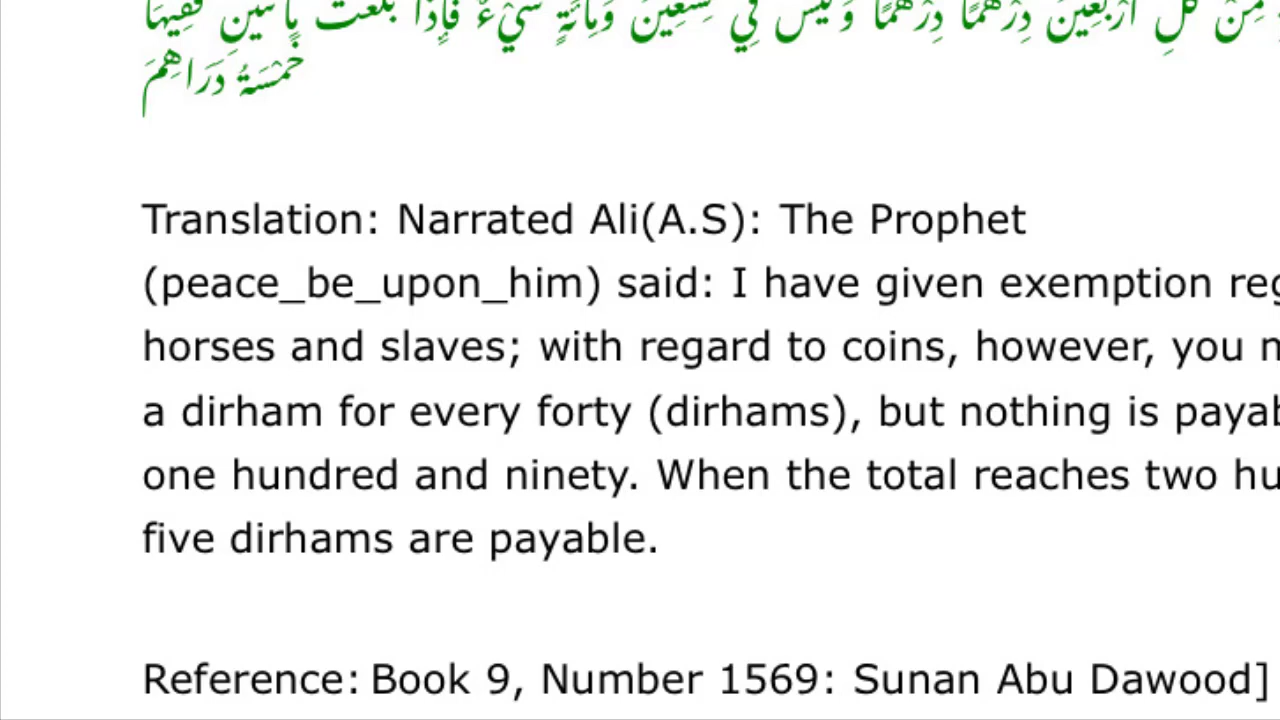 مِنْ كُلِّ أَرْبَعِينَ دِرْهَمًا دِرْهَمًا وَلَيْسَ فِي تِسْعِينَ وَمِائَةٍ شَيْءٌ فَإِذَا بَلَغَتْ مِائَتَيْنِ فَفِيهَا
خَمْسَةُ دَرَاهِمَ
Translation: Narrated Ali(A.S): The Prophet
(peace_be_upon_him) said: I have given exemption reg
horses and slaves; with regard to coins, however, you m
a dirham for every forty (dirhams), but nothing is payab
one hundred and ninety. When the total reaches two hu
five dirhams are payable.
Reference: Book 9, Number 1569: Sunan Abu Dawood]